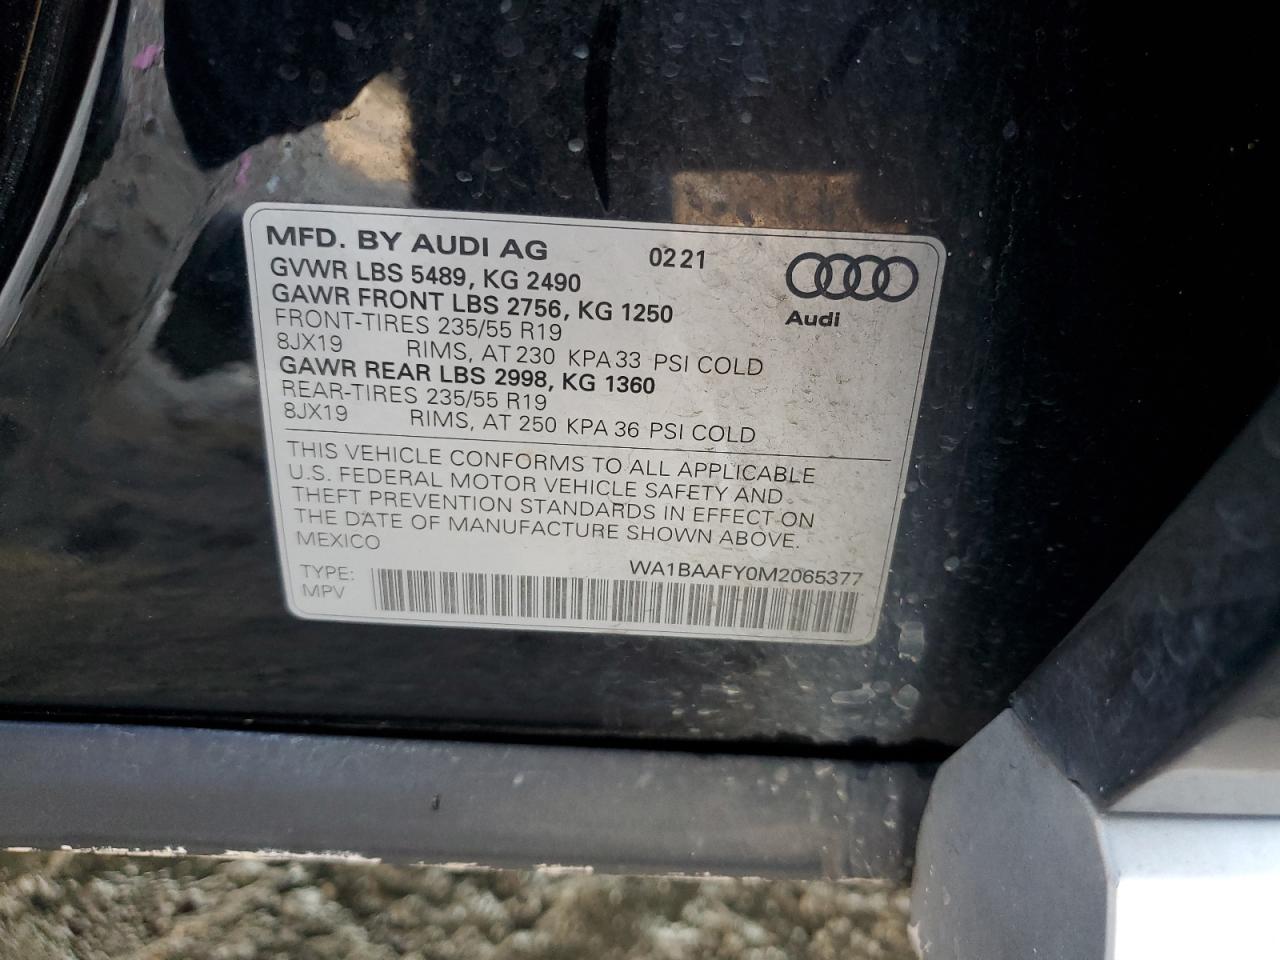 MFD. BY AUDI AG 0221
GVWR LBS 5489, KG 2490
GAWR FRONT LBS 2756, KG 1250
Audi
FRONT-TIRES 235/55 R19
8JX19 RIMS, AT 230 KPA 33 PSI COLD
GAWR REAR LBS 2998, KG 1360
REAR-TIRES 235/55 R19
8JX19 RIMS, AT 250 KPA 36 PSI COLD
THIS VEHICLE CONFORMS TO ALL APPLICABLE
U.S. FEDERAL MOTOR VEHICLE SAFETY AND
THEFT PREVENTION STANDARDS IN EFFECT ON
THE DATE OF MANUFACTURE SHOWN ABOVE.
MEXICO
WA1BAAFY0M2065377
TYPE:
MPV